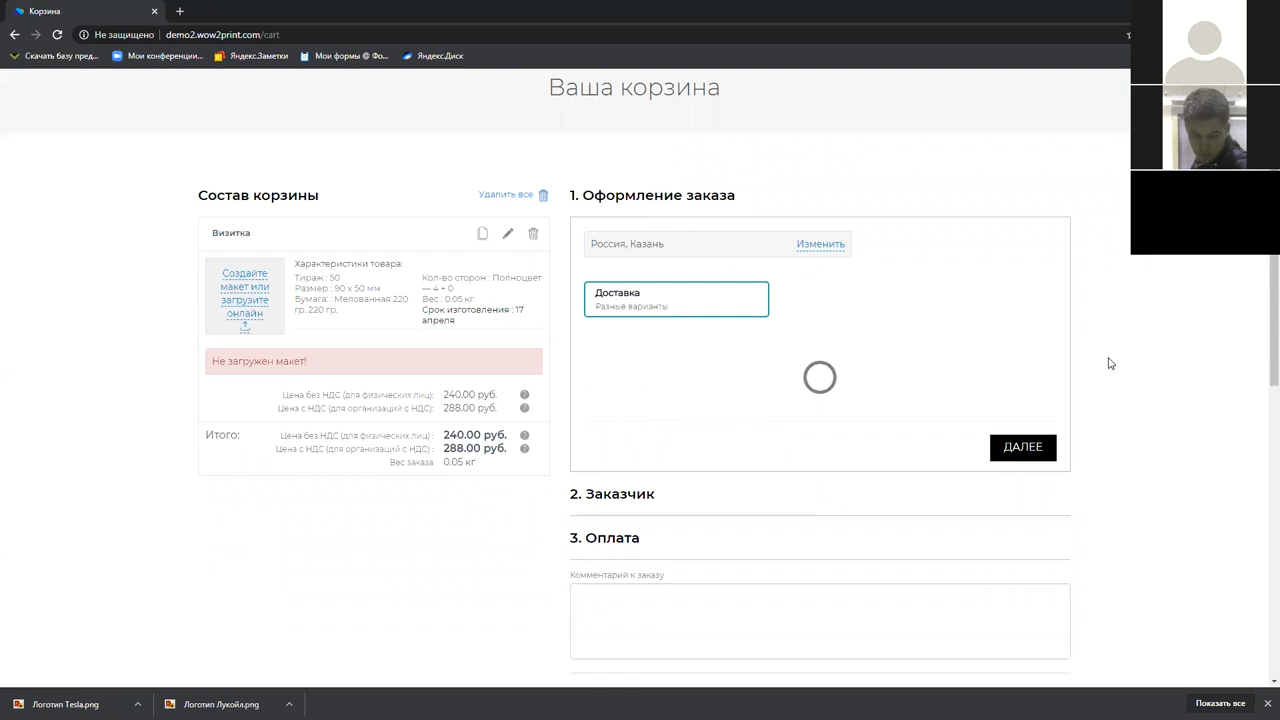 Корзина
Не защищено
demo2.wow2print.com/cart
Скачать базу пред...
Мои конференции...
Яндекс.Заметки
Мои формы @ Фо...
Яндекс.Диск
Ваша корзина
Состав корзины
Удалить все
Визитка
Создайте
макет или
загрузите
онлайн
Характеристики товара:
Тираж : 50
Размер : 90 x 50 мм
Бумага: Мелованная 220
гр. 220 гр.
Кол-во сторон : Полноцвет
— 4 + 0
Вес : 0.05 кг
Срок изготовления : 17
апреля
Не загружен макет!
Цена без НДС (для физических лиц): 240.00 руб.
Цена с НДС (для организаций с НДС): 288.00 руб.
Итого: Цена без НДС (для физических лиц) : 240.00 руб.
Цена с НДС (для организаций с НДС) : 288.00 руб.
Вес заказа 0.05 кг
1. Оформление заказа
Россия, Казань
Изменить
Доставка
Разные варианты
ДАЛЕЕ
2. Заказчик
3. Оплата
Комментарий к заказу
Логотип Tesla.png
Логотип Лукойл.png
Показать все